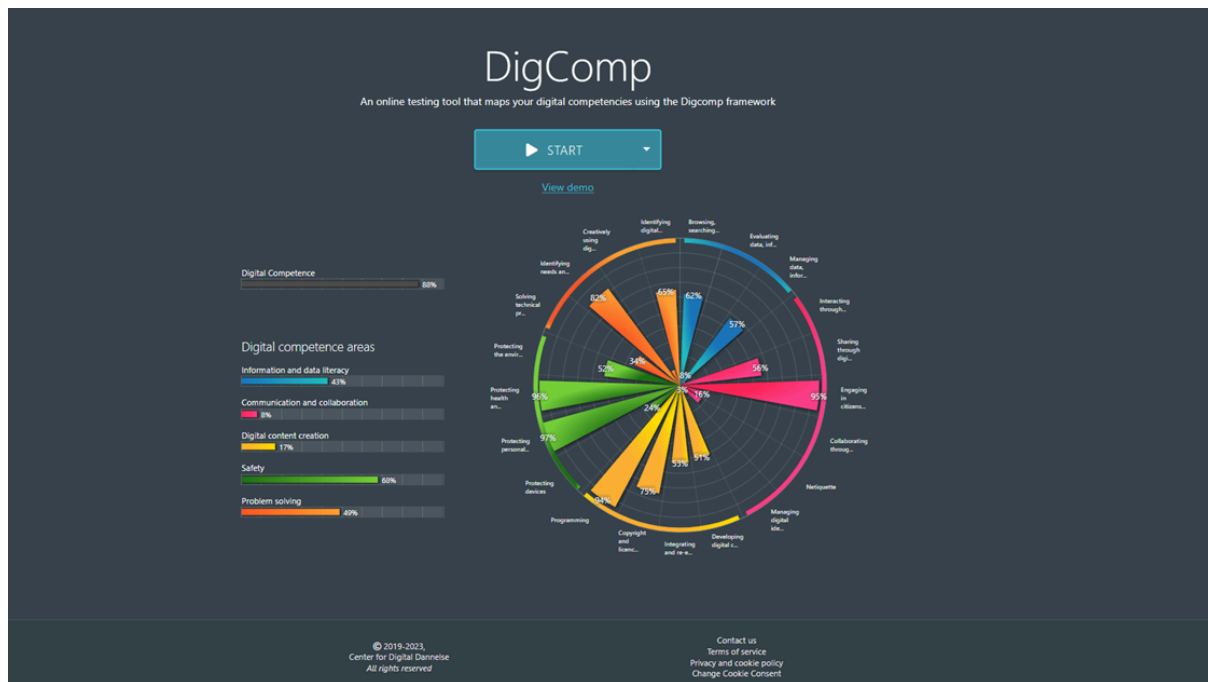 DigComp
An online testing tool that maps your digital competencies using the Digcomp framework
START
View demo
Digital Competence
88%
Digital competence areas
Information and data literacy
43%
Communication and collaboration
8%
Digital content creation
17%
Safety
68%
Problem solving
49%
Identifying
digital...
Browsing,
searching...
Evaluating
data, inf...
Managing
data,
infor...
Interacting
through...
Sharing
through
digi...
Engaging
in
citizens...
Collaborating
throug...
Netiquette
Managing
digital
ide...
Developing
digital c...
Integrating
and re-e...
Copyright
and
licenc...
Programming
Protecting
devices
Protecting
personal...
Protecting
health
an...
Protecting
the envir...
Solving
technical
pr...
Identifying
needs an...
Creatively
using
dig...
65%
62%
57%
8%
56%
95%
16%
3%
51%
53%
75%
94%
24%
97%
96%
52%
34%
82%
© 2019-2023,
Center for Digital Dannelse
All rights reserved
Contact us
Terms of service
Privacy and cookie policy
Change Cookie Consent